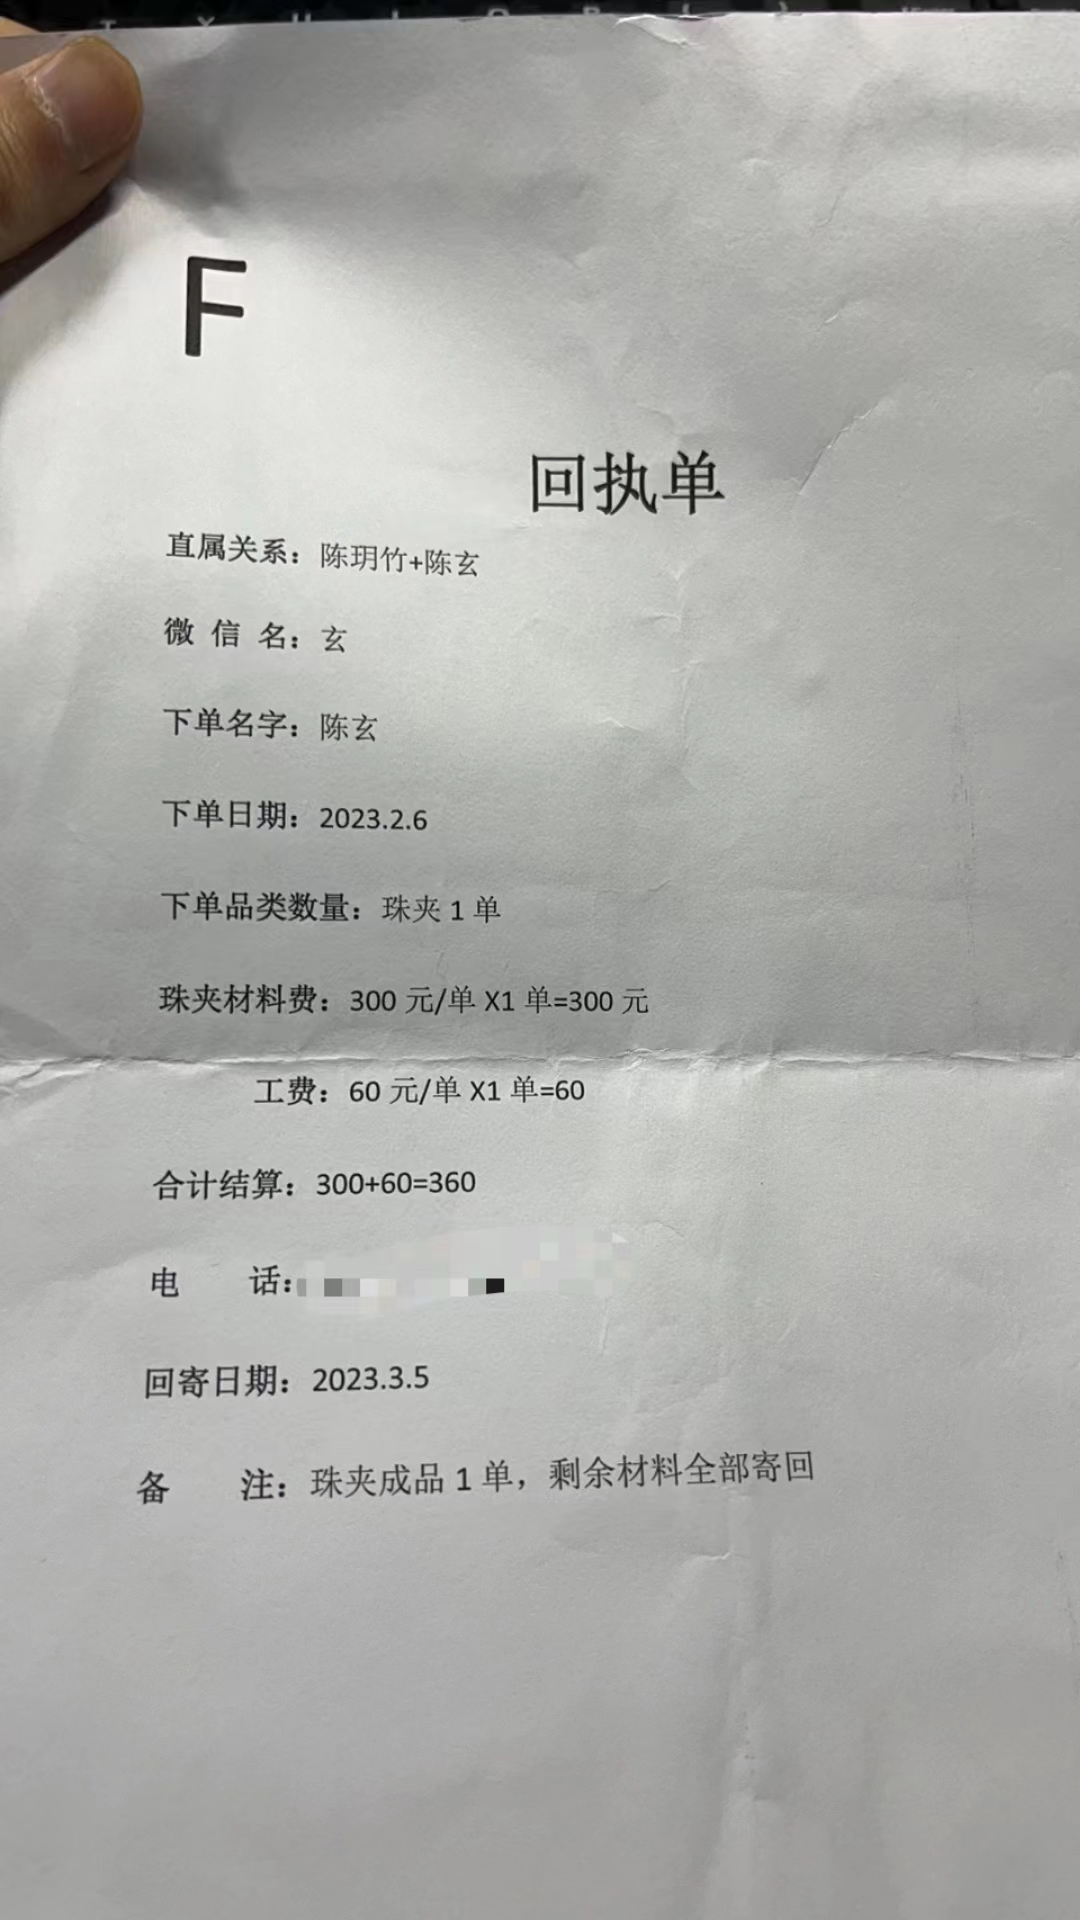 F
回执单
直属关系：陈玥竹+陈玄
微 信 名：玄
下单名字：陈玄
下单日期：2023.2.6
下单品类数量：珠夹 1 单
珠夹材料费：300 元/单 X1 单=300 元
工费：60 元/单 X1 单=60
合计结算：300+60=360
电 话：
回寄日期：2023.3.5
备 注：珠夹成品 1 单，剩余材料全部寄回